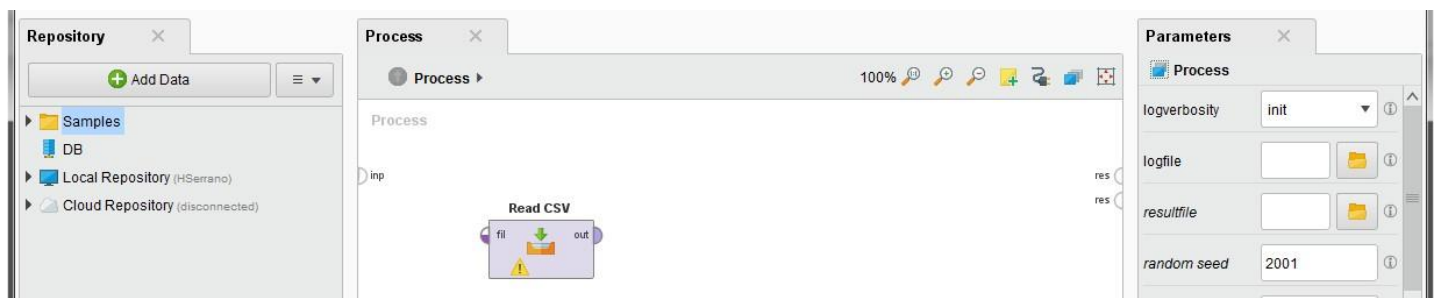 Repository
Add Data
Samples
DB
Local Repository (HSerrano)
Cloud Repository (disconnected)
Process
Process
100%
Process
inp
res
res
Read CSV
fil
out
Parameters
Process
logverbosity
init
logfile
resultfile
random seed
2001